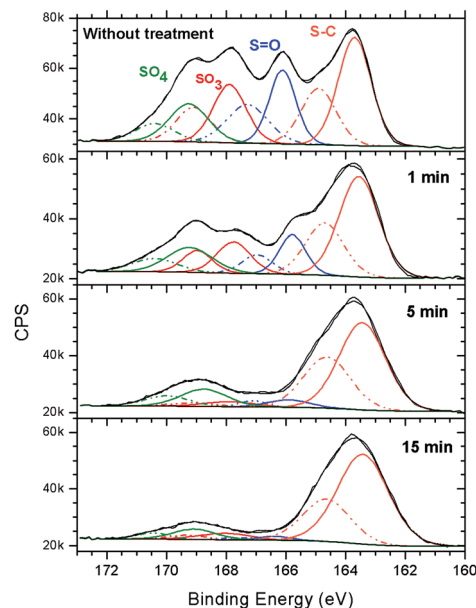 Without treatment
S-C
S=O
SO4
SO3
80k
60k
40k
1 min
60k
40k
20k
5 min
60k
40k
20k
15 min
60k
40k
20k
CPS
172 170 168 166 164 162 160
Binding Energy (eV)